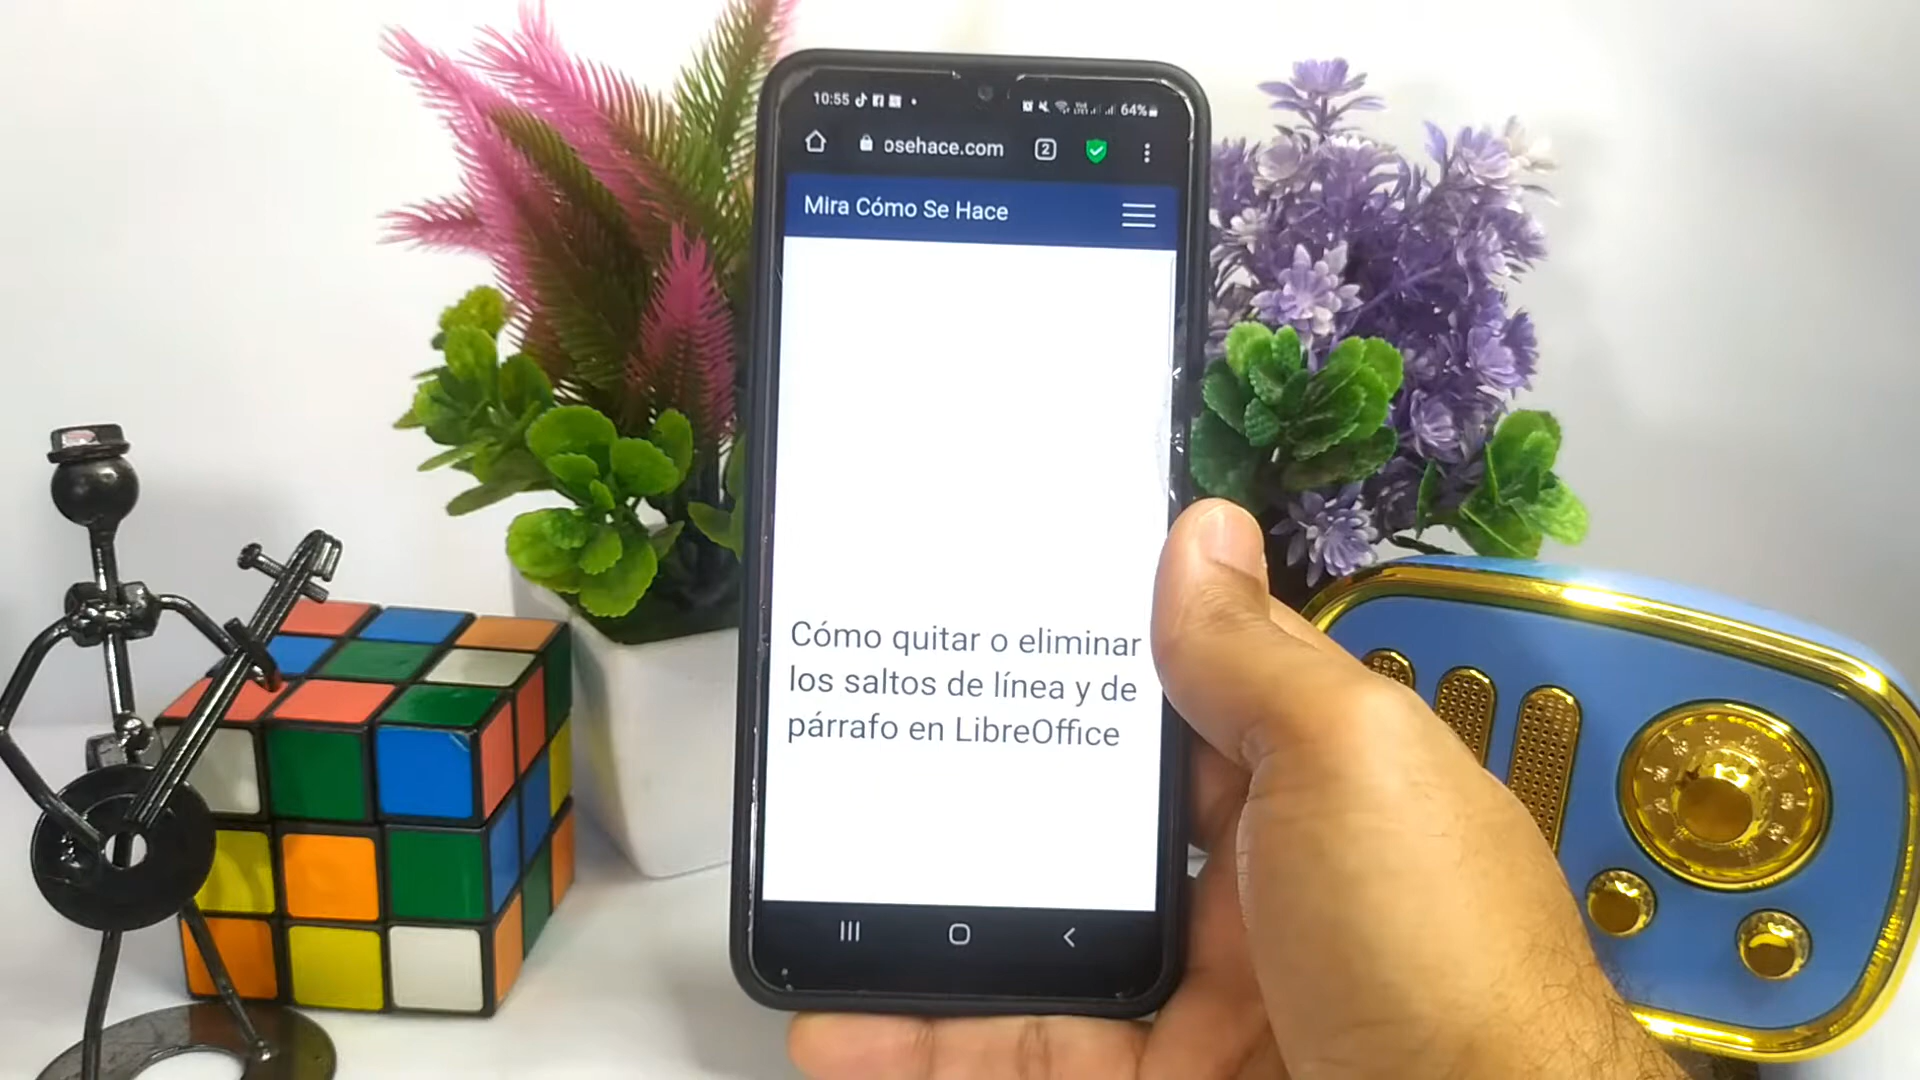 10:55
64%
osehace.com
2
Mira Cómo Se Hace
Cómo quitar o eliminar
los saltos de línea y de
párrafo en LibreOffice